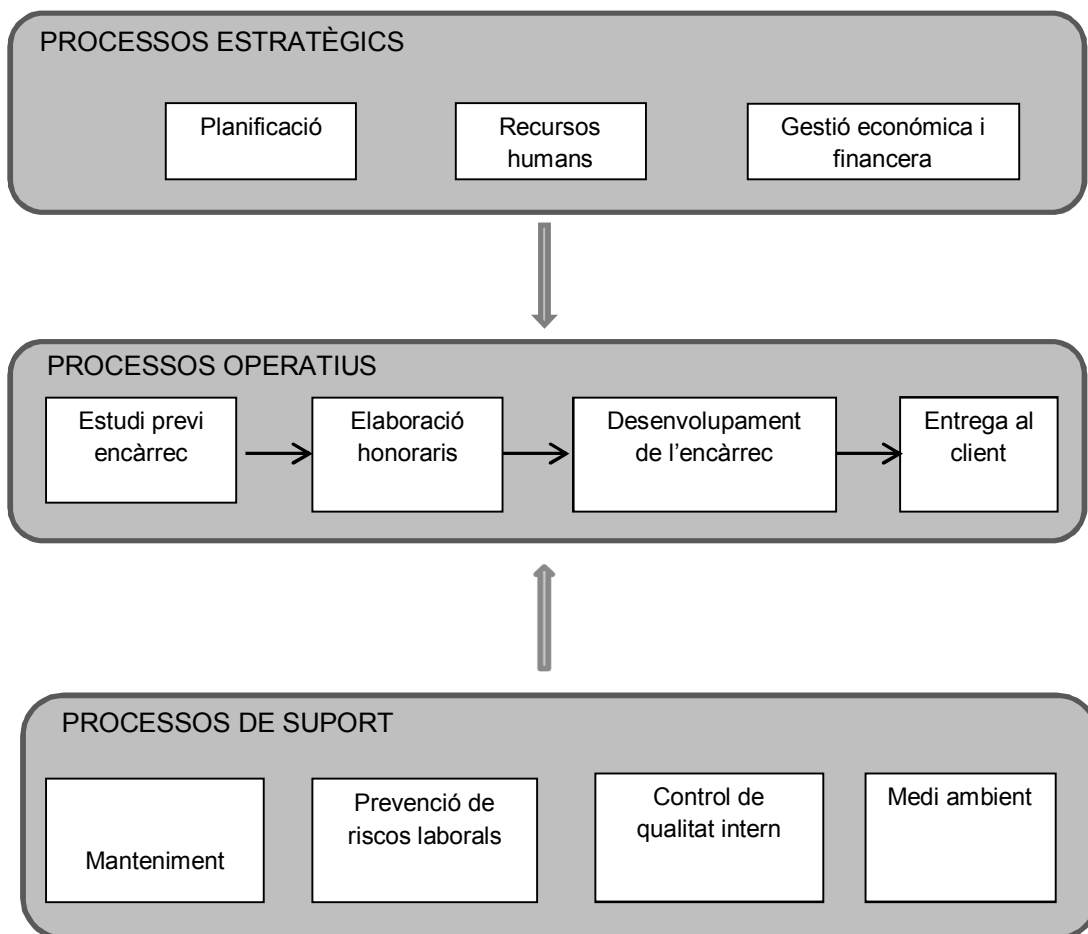 PROCESSOS ESTRATÈGICS
Planificació
Recursos
humans
Gestió económica i
financera
PROCESSOS OPERATIUS
Estudi previ
encàrrec
Elaboració
honoraris
Desenvolupament
de l’encàrrec
Entrega al
client
PROCESSOS DE SUPORT
Manteniment
Prevenció de
riscos laborals
Control de
qualitat intern
Medi ambient